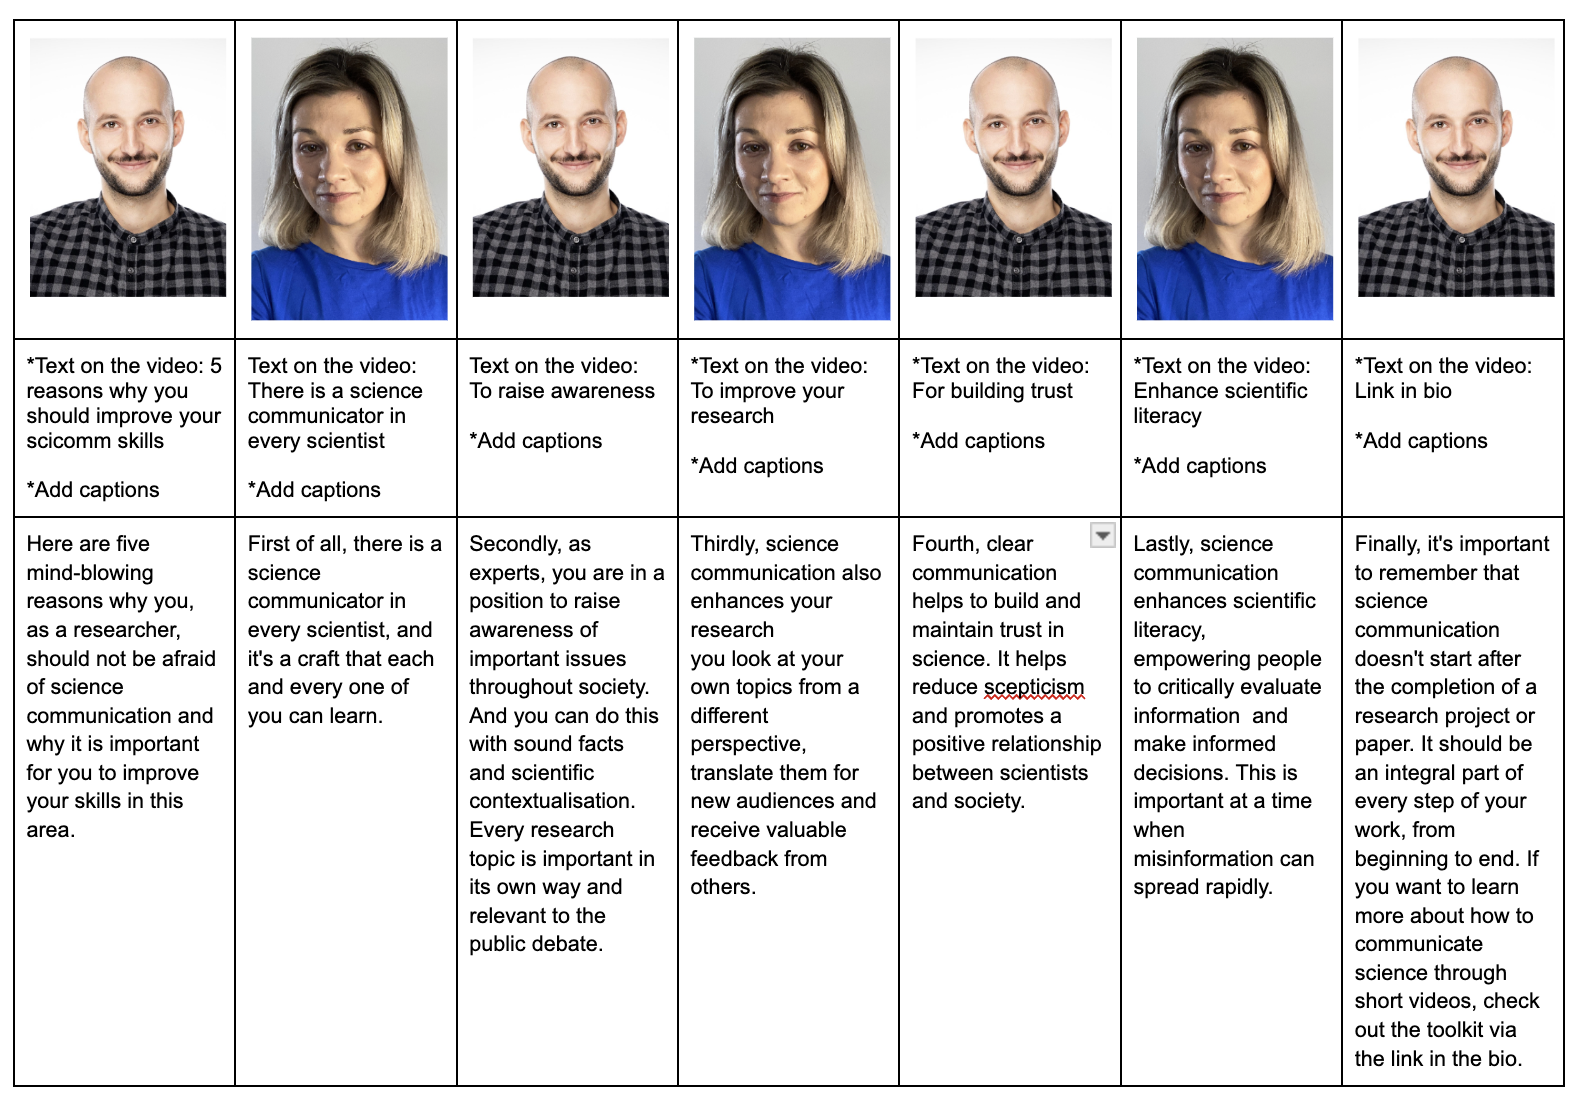 *Text on the video: 5
reasons why you
should improve your
scicomm skills
*Add captions
Text on the video:
There is a science
communicator in
every scientist
*Add captions
Text on the video:
To raise awareness
*Add captions
*Text on the video:
To improve your
research
*Add captions
*Text on the video:
For building trust
*Add captions
*Text on the video:
Enhance scientific
literacy
*Add captions
*Text on the video:
Link in bio
*Add captions
Here are five
mind-blowing
reasons why you,
as a researcher,
should not be afraid
of science
communication and
why it is important
for you to improve
your skills in this
area.
First of all, there is a
science
communicator in
every scientist, and
it's a craft that each
and every one of
you can learn.
Secondly, as
experts, you are in a
position to raise
awareness of
important issues
throughout society.
And you can do this
with sound facts
and scientific
contextualisation.
Every research
topic is important in
its own way and
relevant to the
public debate.
Thirdly, science
communication also
enhances your
research
you look at your
own topics from a
different
perspective,
translate them for
new audiences and
receive valuable
feedback from
others.
Fourth, clear
communication
helps to build and
maintain trust in
science. It helps
reduce scepticism
and promotes a
positive relationship
between scientists
and society.
Lastly, science
communication
enhances scientific
literacy,
empowering people
to critically evaluate
information  and
make informed
decisions. This is
important at a time
when
misinformation can
spread rapidly.
Finally, it's important
to remember that
science
communication
doesn't start after
the completion of a
research project or
paper. It should be
an integral part of
every step of your
work, from
beginning to end. If
you want to learn
more about how to
communicate
science through
short videos, check
out the toolkit via
the link in the bio.